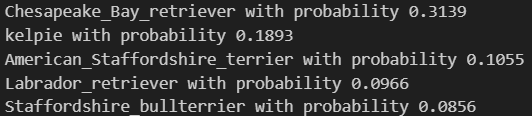 Chesapeake_Bay_retriever with probability 0.3139
kelpie with probability 0.1893
American_Staffordshire_terrier with probability 0.1055
Labrador_retriever with probability 0.0966
Staffordshire_bullterrier with probability 0.0856